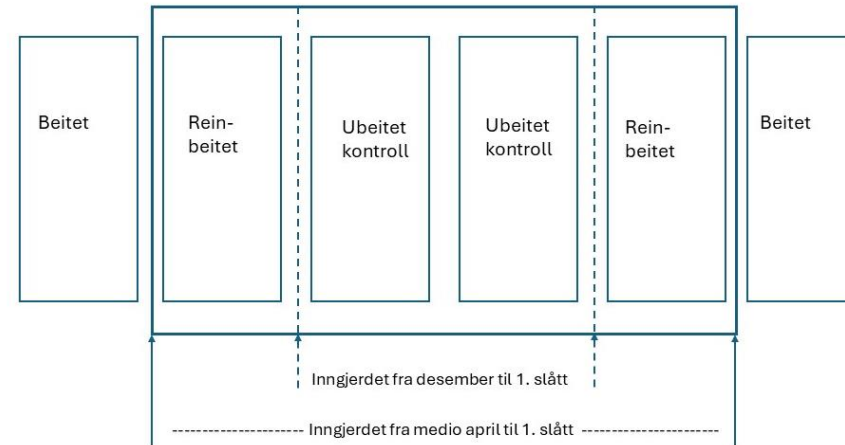 Beitet
Rein-
beitet
Ubeitet
kontroll
Ubeitet
kontroll
Rein-
beitet
Beitet
Inngjerdet fra desember til 1. slått
Inngjerdet fra medio april til 1. slått